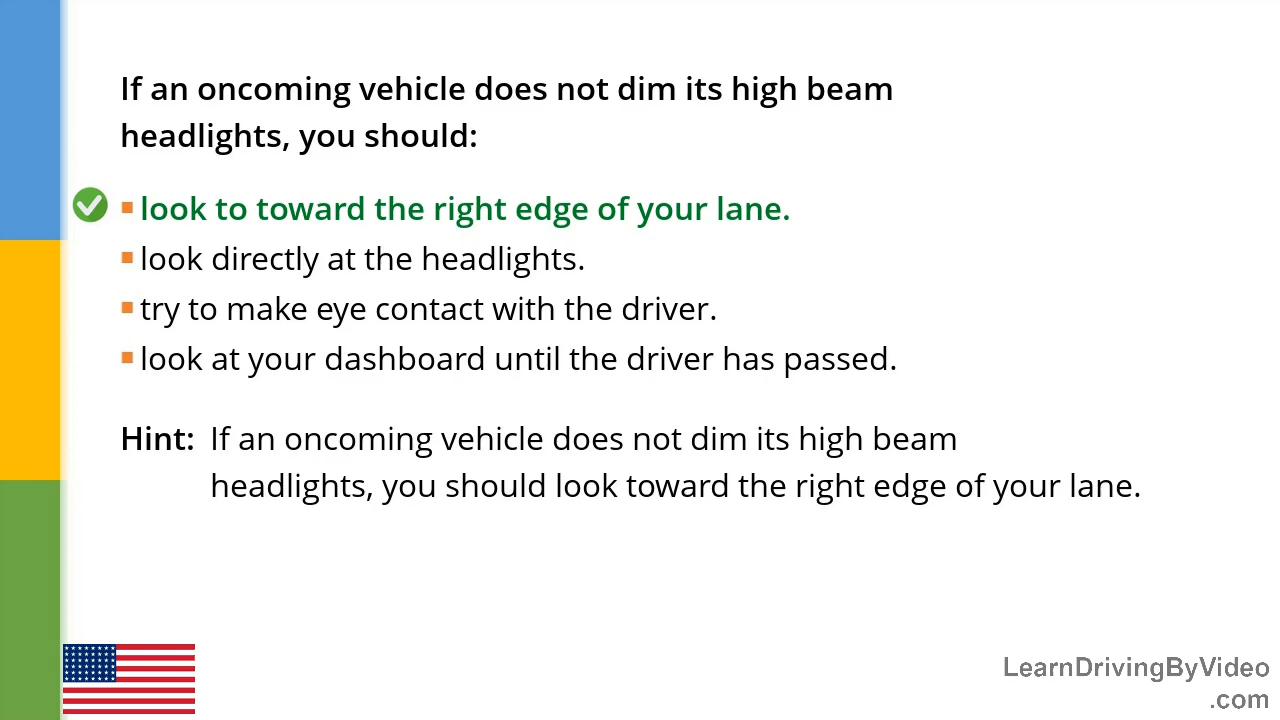 If an oncoming vehicle does not dim its high beam
headlights, you should:
look to toward the right edge of your lane.
look directly at the headlights.
try to make eye contact with the driver.
look at your dashboard until the driver has passed.
Hint: If an oncoming vehicle does not dim its high beam
headlights, you should look toward the right edge of your lane.
LearnDrivingByVideo
.com